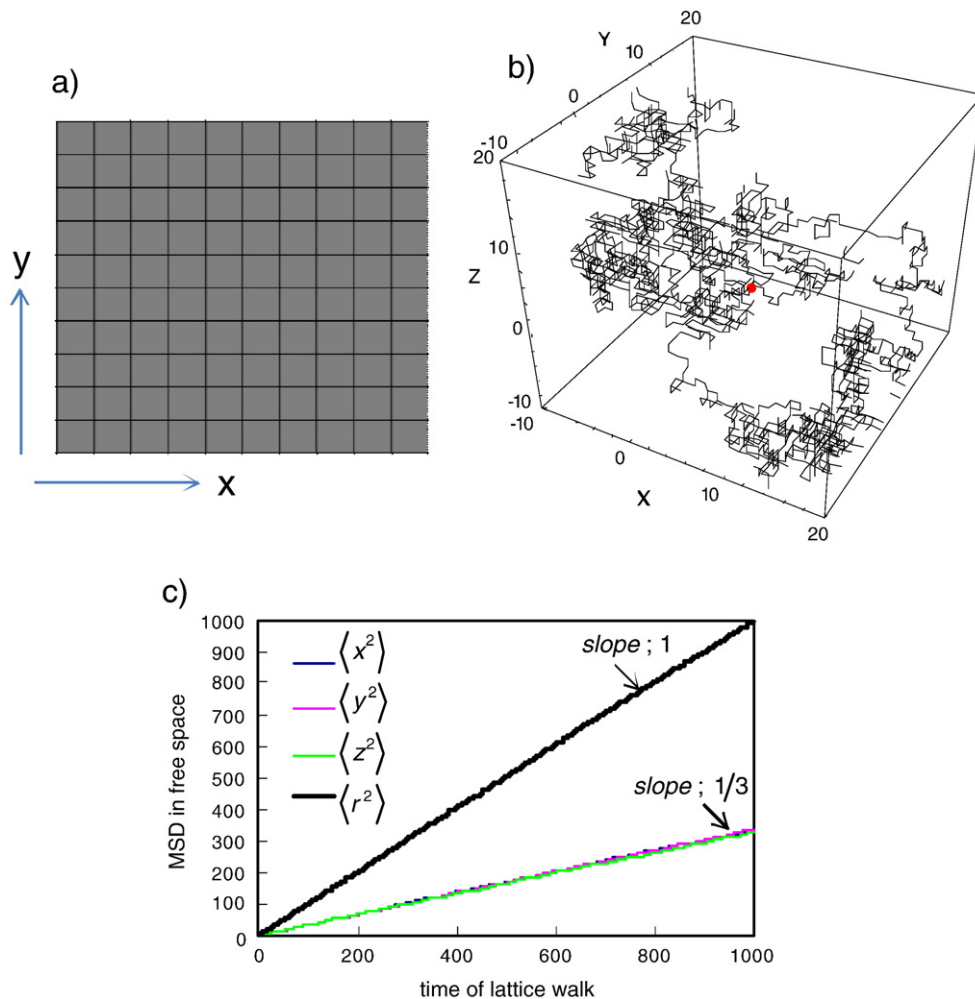 a)
y
x
b)
20
Y
10
0
-10
20
10
Z
0
-10
-10
0
X
10
20
c)
1000
900
800
700
600
500
400
300
200
100
0
MSD in free space
⟨x²⟩
⟨y²⟩
⟨z²⟩
⟨r²⟩
slope ; 1
slope ; 1/3
0 200 400 600 800 1000
time of lattice walk